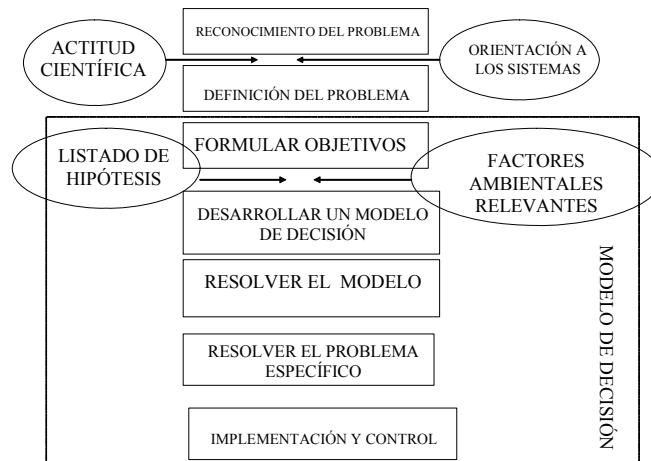 RECONOCIMIENTO DEL PROBLEMA
ACTITUD
CIENTÍFICA
ORIENTACIÓN A
LOS SISTEMAS
DEFINICIÓN DEL PROBLEMA
FORMULAR OBJETIVOS
LISTADO DE
HIPÓTESIS
FACTORES
AMBIENTALES
RELEVANTES
DESARROLLAR UN MODELO
DE DECISIÓN
RESOLVER EL MODELO
RESOLVER EL PROBLEMA
ESPECÍFICO
IMPLEMENTACIÓN Y CONTROL
MODELO DE DECISIÓN